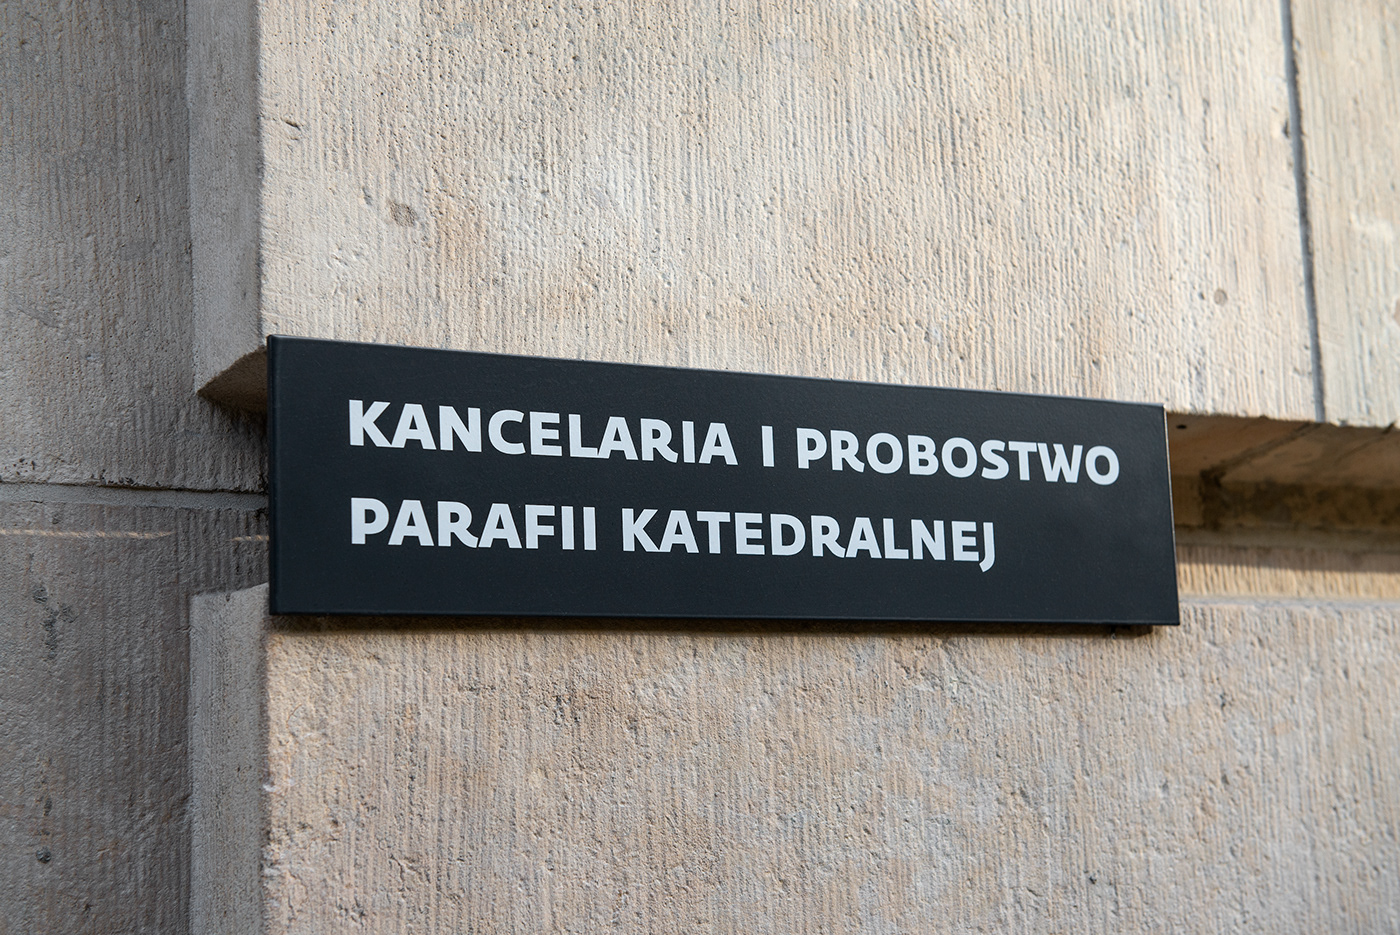 KANCELARIA I PROBOSTWO
PARAFII KATEDRALNEJ